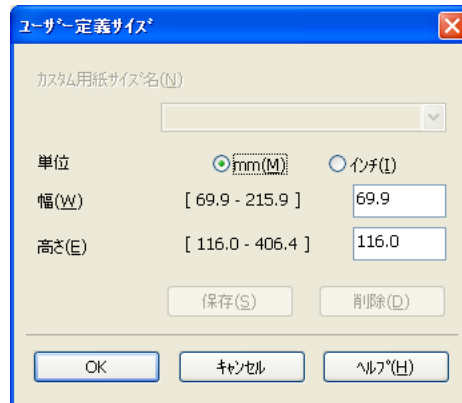 ﾕｰｻﾞｰ定義ｻｲｽﾞ
ｶｽﾀﾑ用紙ｻｲｽﾞ名(N)
単位 mm(M) ｲﾝﾁ(I)
幅(W) [ 69.9 - 215.9 ] 69.9
高さ(E) [ 116.0 - 406.4 ] 116.0
保存(S) 削除(D)
OK ｷｬﾝｾﾙ ﾍﾙﾌﾟ(H)